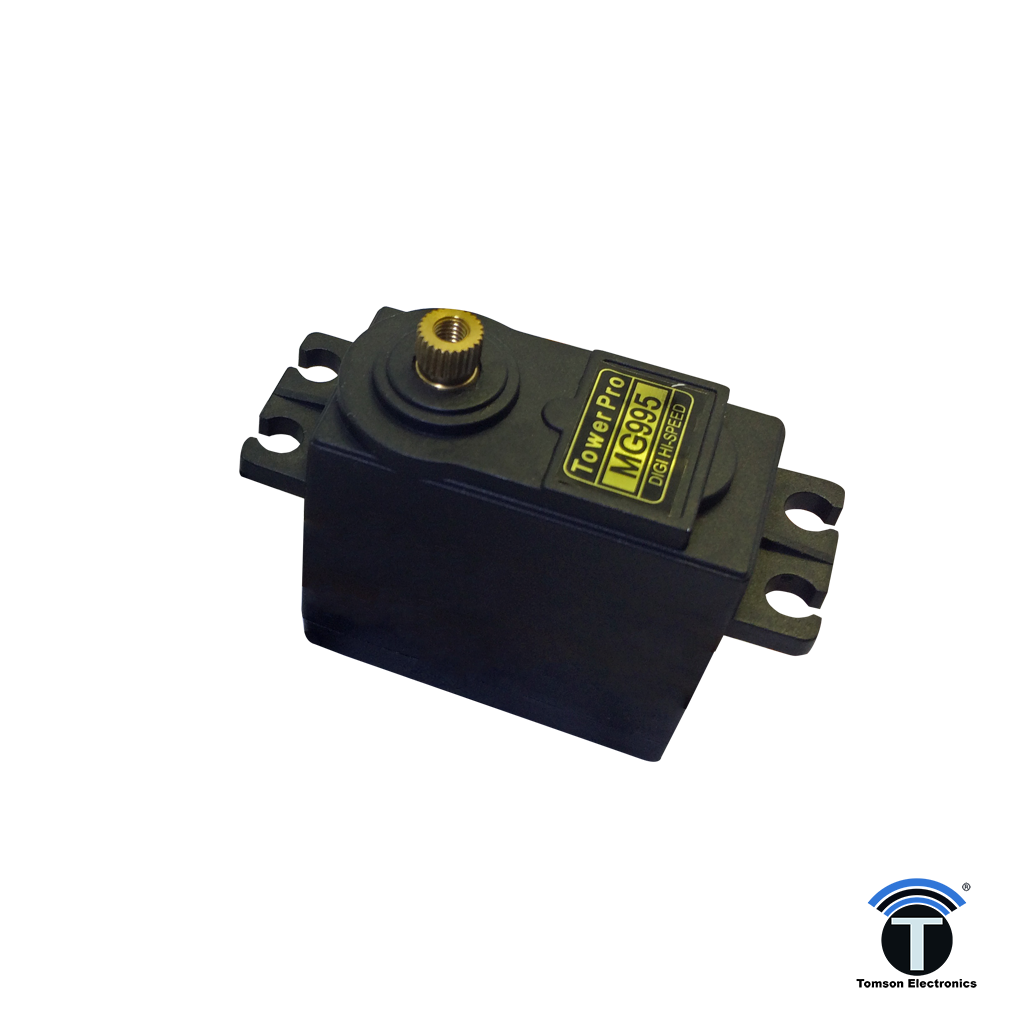 Tower Pro
MG995
DIGI HI-SPEED
T
®
Tomson Electronics